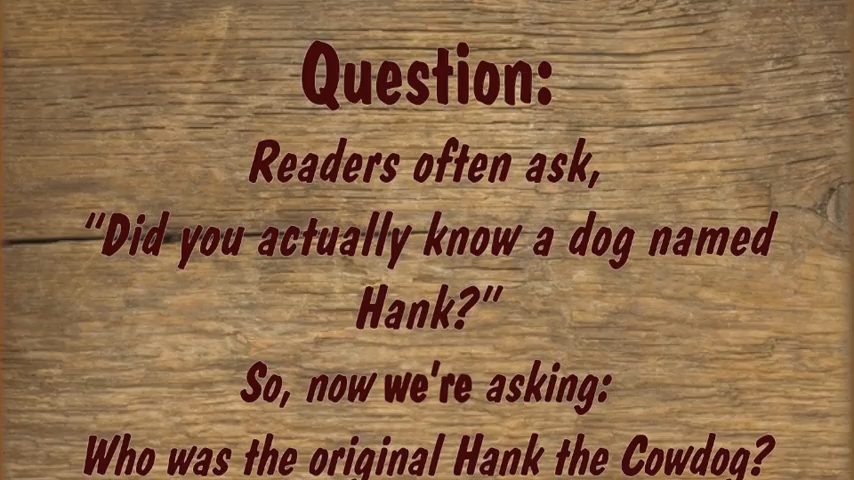 Question:
Readers often ask,
"Did you actually know a dog named
Hank?"
So, now we're asking:
Who was the original Hank the Cowdog?